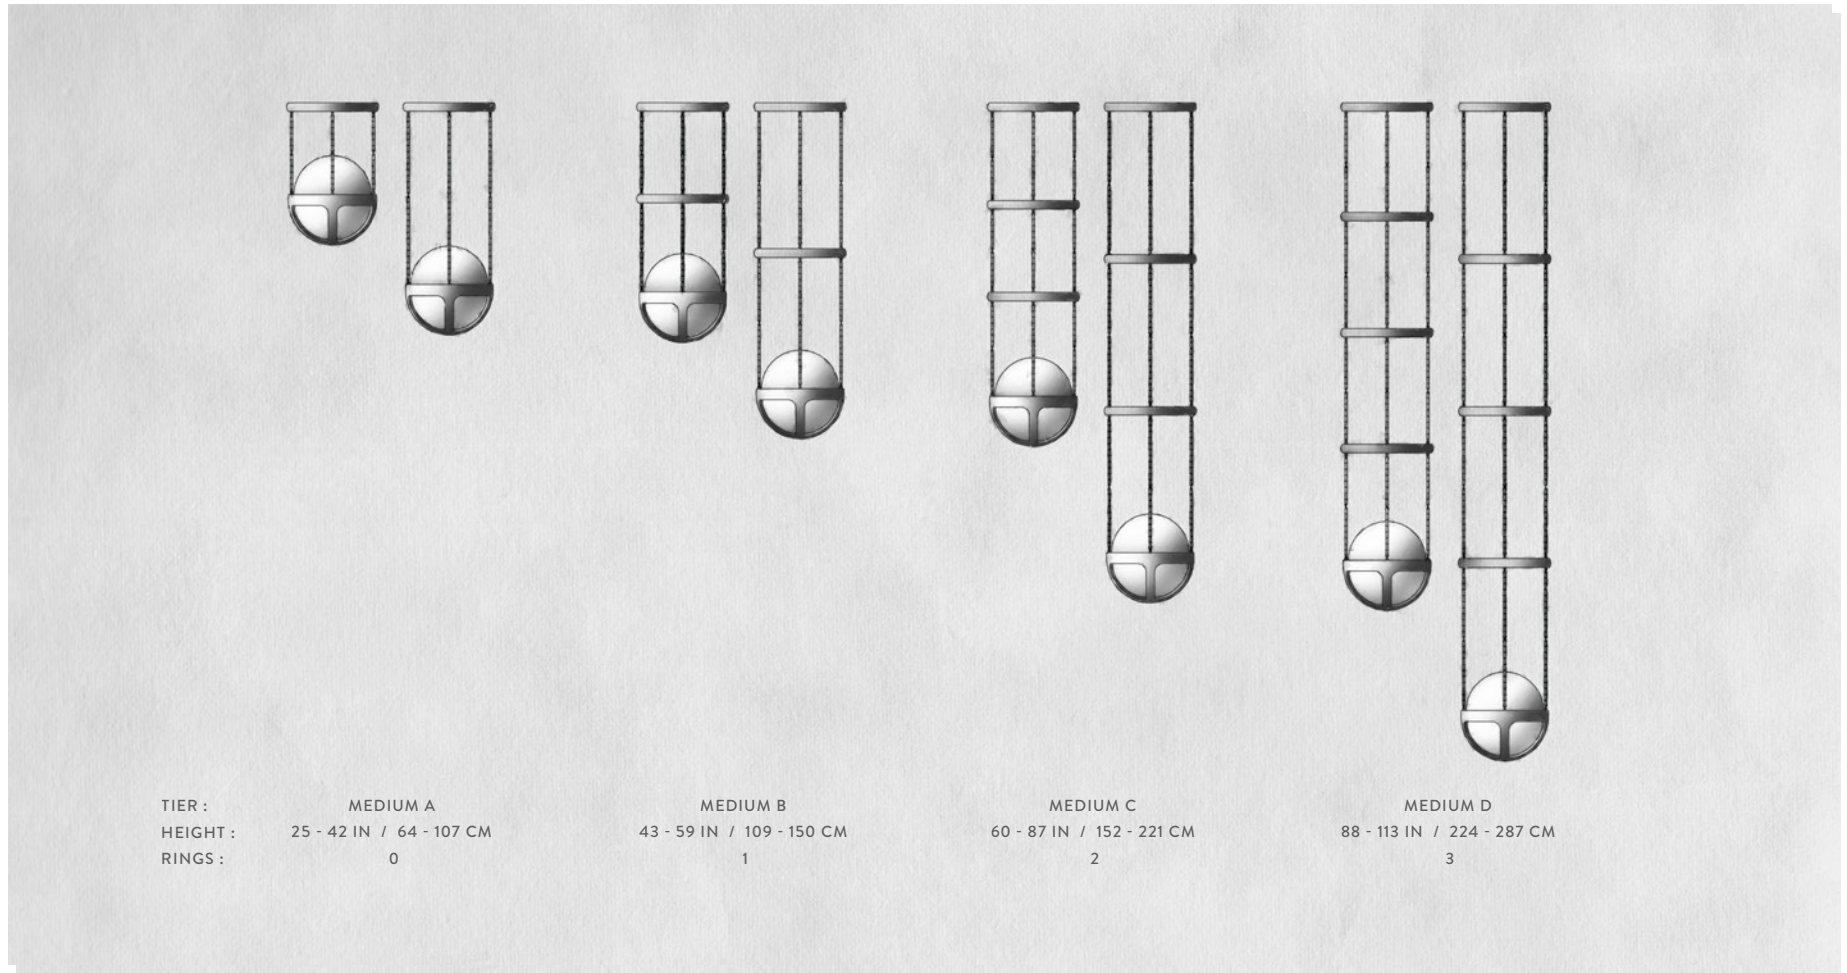 TIER : MEDIUM A MEDIUM B MEDIUM C MEDIUM D
HEIGHT : 25 - 42 IN / 64 - 107 CM 43 - 59 IN / 109 - 150 CM 60 - 87 IN / 152 - 221 CM 88 - 113 IN / 224 - 287 CM
RINGS : 0 1 2 3